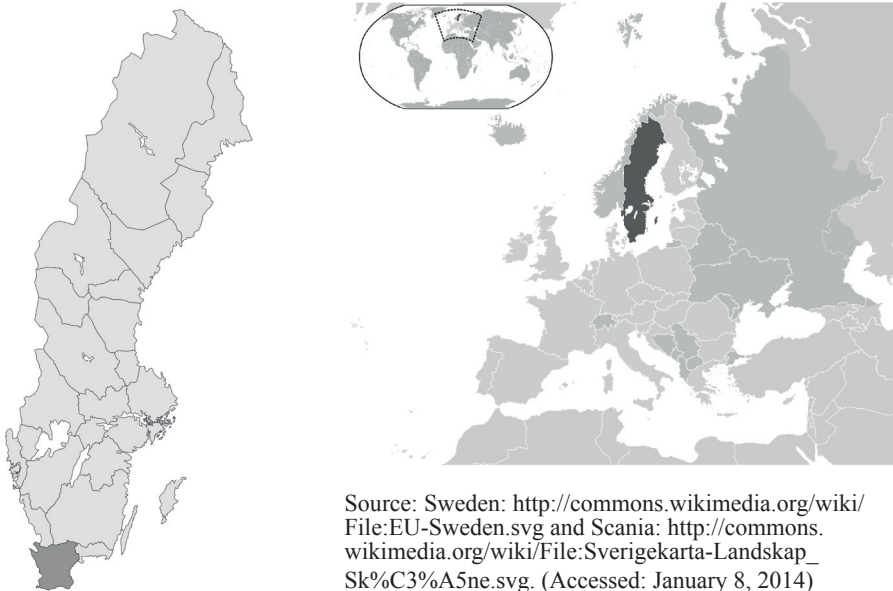 Source: Sweden: http://commons.wikimedia.org/wiki/
File:EU-Sweden.svg and Scania: http://commons.
wikimedia.org/wiki/File:Sverigekarta-Landskap_
Sk%C3%A5ne.svg. (Accessed: January 8, 2014)